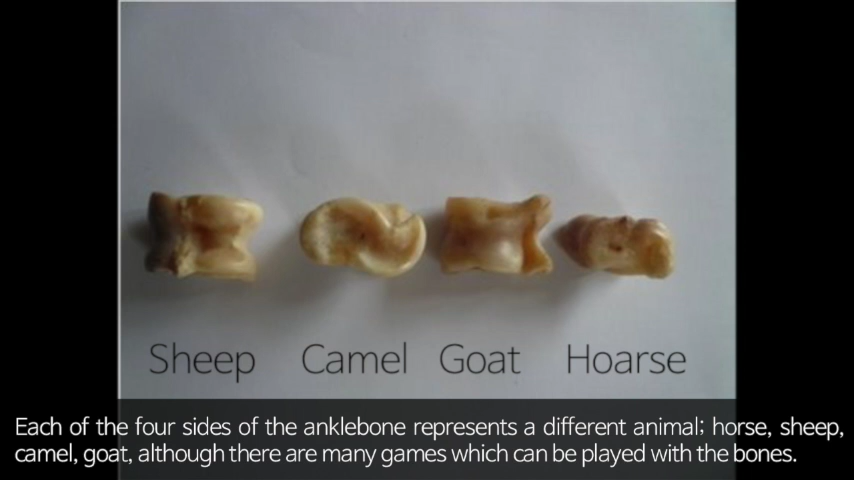 Sheep Camel Goat Hoarse
Each of the four sides of the anklebone represents a different animal; horse, sheep,
camel, goat, although there are many games which can be played with the bones.